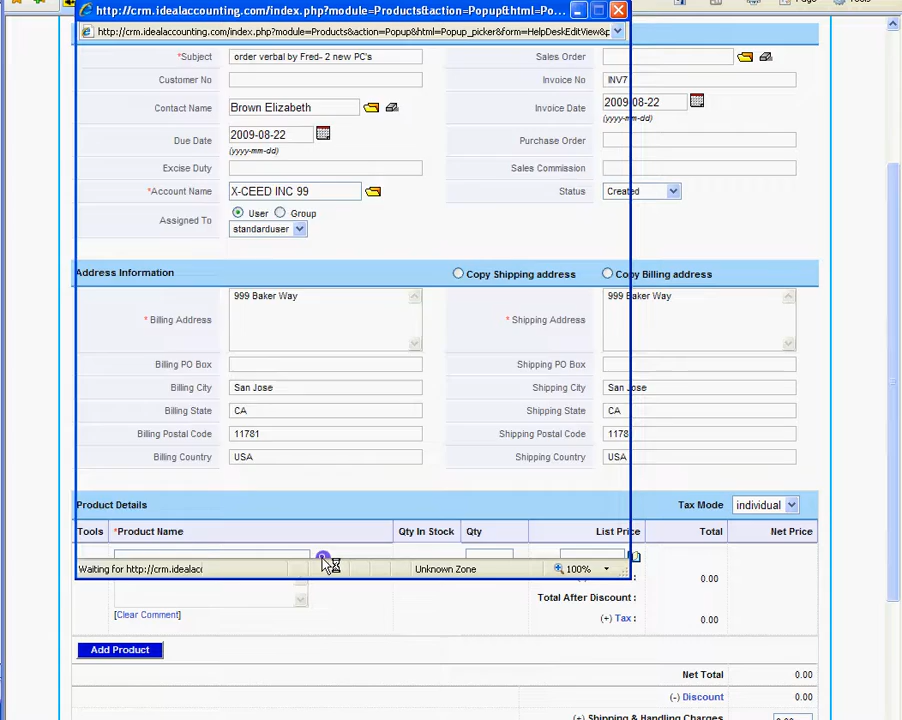 Page
Tools
http://crm.idealaccounting.com/index.php?module=Products&action=Popup&html=Po...
http://crm.idealaccounting.com/index.php?module=Products&action=Popup&html=Popup_picker&form=HelpDeskEditView&p
*Subject order verbal by Fred- 2 new PC's Sales Order
Customer No Invoice No INV7
Contact Name Brown Elizabeth Invoice Date 2009-08-22
(yyyy-mm-dd)
Due Date 2009-08-22 Purchase Order
(yyyy-mm-dd)
Excise Duty Sales Commission
*Account Name X-CEED INC 99 Status Created
Assigned To User Group
standarduser
Address Information Copy Shipping address Copy Billing address
* Billing Address 999 Baker Way * Shipping Address 999 Baker Way
Billing PO Box Shipping PO Box
Billing City San Jose Shipping City San Jose
Billing State CA Shipping State CA
Billing Postal Code 11781 Shipping Postal Code 1178
Billing Country USA Shipping Country USA
Product Details Tax Mode individual
Tools *Product Name Qty In Stock Qty List Price Total Net Price
Waiting for http://crm.idealacc Unknown Zone 100%
0.00
Total After Discount :
[Clear Comment] (+) Tax : 0.00
Add Product
Net Total 0.00
(-) Discount 0.00
(+) Shipping & Handling Charges